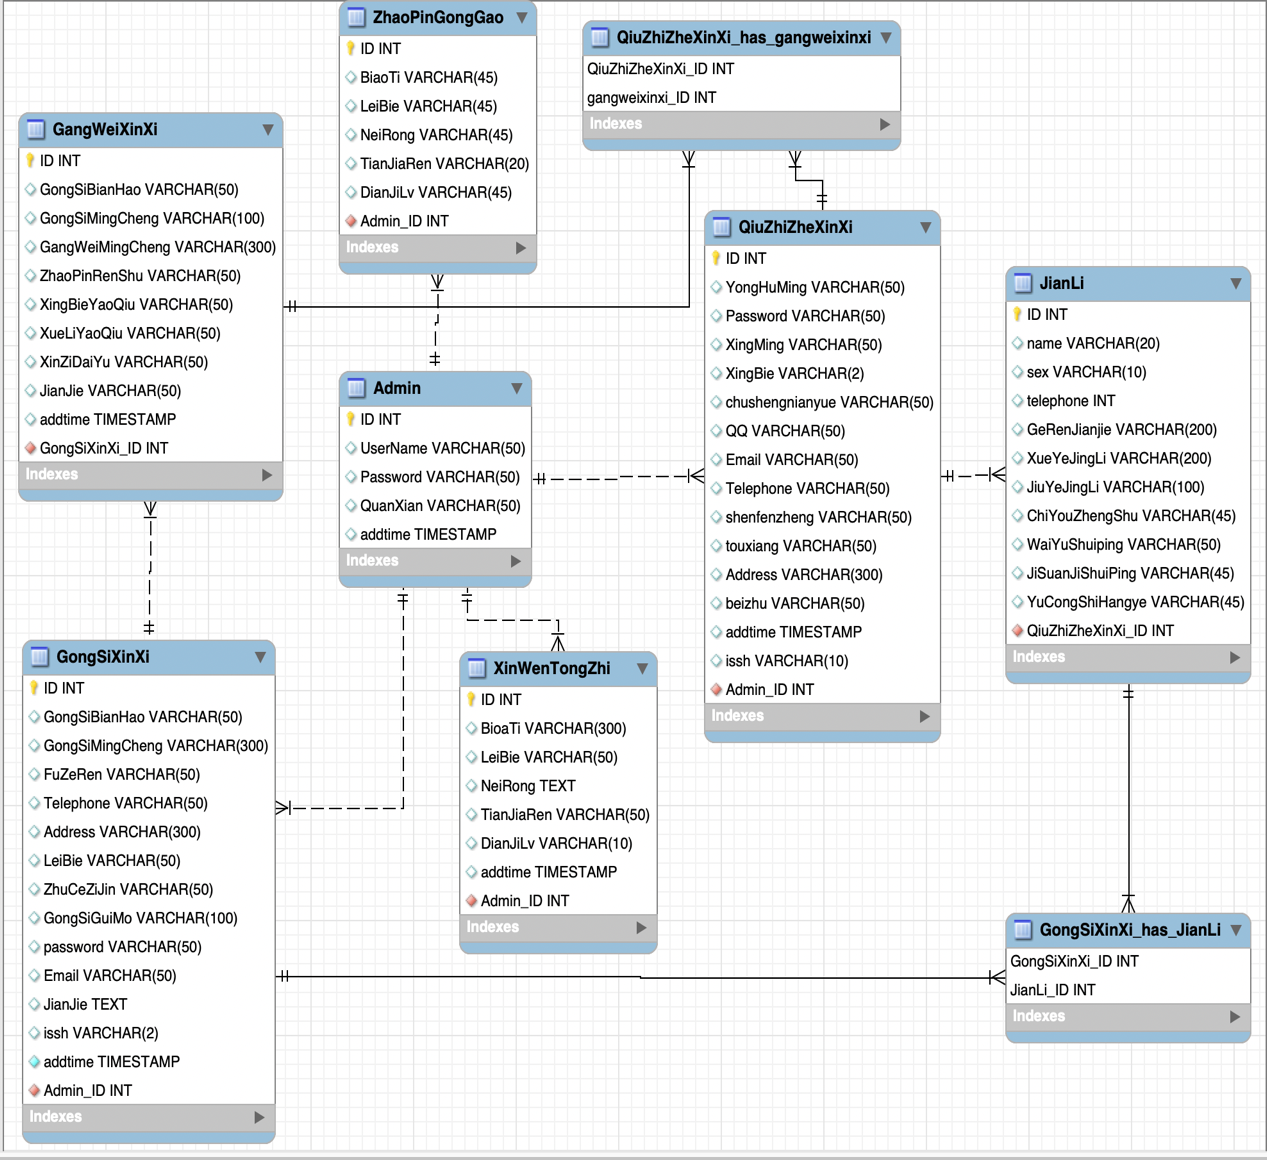 ZhaoPinGongGao
ID INT
BiaoTi VARCHAR(45)
LeiBie VARCHAR(45)
NeiRong VARCHAR(45)
TianJiaRen VARCHAR(20)
DianJiLv VARCHAR(45)
Admin_ID INT
Indexes
QiuZhiZheXinXi_has_gangweixinxi
QiuZhiZheXinXi_ID INT
gangweixinxi_ID INT
Indexes
GangWeiXinXi
ID INT
GongSiBianHao VARCHAR(50)
GongSiMingCheng VARCHAR(100)
GangWeiMingCheng VARCHAR(300)
ZhaoPinRenShu VARCHAR(50)
XingBieYaoQiu VARCHAR(50)
XueLiYaoQiu VARCHAR(50)
XinZiDaiYu VARCHAR(50)
JianJie VARCHAR(50)
addtime TIMESTAMP
GongSiXinXi_ID INT
Indexes
QiuZhiZheXinXi
ID INT
YongHuMing VARCHAR(50)
Password VARCHAR(50)
XingMing VARCHAR(50)
XingBie VARCHAR(2)
chushengnianyue VARCHAR(50)
QQ VARCHAR(50)
Email VARCHAR(50)
Telephone VARCHAR(50)
shenfenzheng VARCHAR(50)
touxiang VARCHAR(50)
Address VARCHAR(300)
beizhu VARCHAR(50)
addtime TIMESTAMP
issh VARCHAR(10)
Admin_ID INT
Indexes
JianLi
ID INT
name VARCHAR(20)
sex VARCHAR(10)
telephone INT
GeRenJianjie VARCHAR(200)
XueYeJingLi VARCHAR(200)
JiuYeJingLi VARCHAR(100)
ChiYouZhengShu VARCHAR(45)
WaiYuShuiping VARCHAR(50)
JiSuanJiShuiPing VARCHAR(45)
YuCongShiHangye VARCHAR(45)
QiuZhiZheXinXi_ID INT
Indexes
Admin
ID INT
UserName VARCHAR(50)
Password VARCHAR(50)
QuanXian VARCHAR(50)
addtime TIMESTAMP
Indexes
GongSiXinXi
ID INT
GongSiBianHao VARCHAR(50)
GongSiMingCheng VARCHAR(300)
FuZeRen VARCHAR(50)
Telephone VARCHAR(50)
Address VARCHAR(300)
LeiBie VARCHAR(50)
ZhuCeZiJin VARCHAR(50)
GongSiGuiMo VARCHAR(100)
password VARCHAR(50)
Email VARCHAR(50)
JianJie TEXT
issh VARCHAR(2)
addtime TIMESTAMP
Admin_ID INT
Indexes
XinWenTongZhi
ID INT
BioaTi VARCHAR(300)
LeiBie VARCHAR(50)
NeiRong TEXT
TianJiaRen VARCHAR(50)
DianJiLv VARCHAR(10)
addtime TIMESTAMP
Admin_ID INT
Indexes
GongSiXinXi_has_JianLi
GongSiXinXi_ID INT
JianLi_ID INT
Indexes